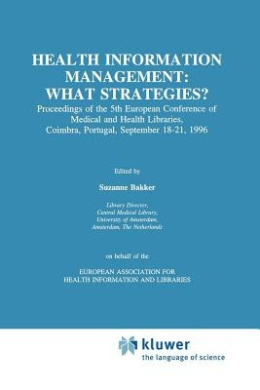 HEALTH INFORMATION
MANAGEMENT:
WHAT STRATEGIES?
Proceedings of the 5th European Conference of
Medical and Health Libraries,
Coimbra, Portugal, September 18-21, 1996
Edited by
Suzanne Bakker
Library Director,
Central Medical Library,
University of Amsterdam,
Amsterdam, The Netherlands
on behalf of the
EUROPEAN ASSOCIATION FOR
HEALTH INFORMATION AND LIBRARIES
kluwer
the language of science